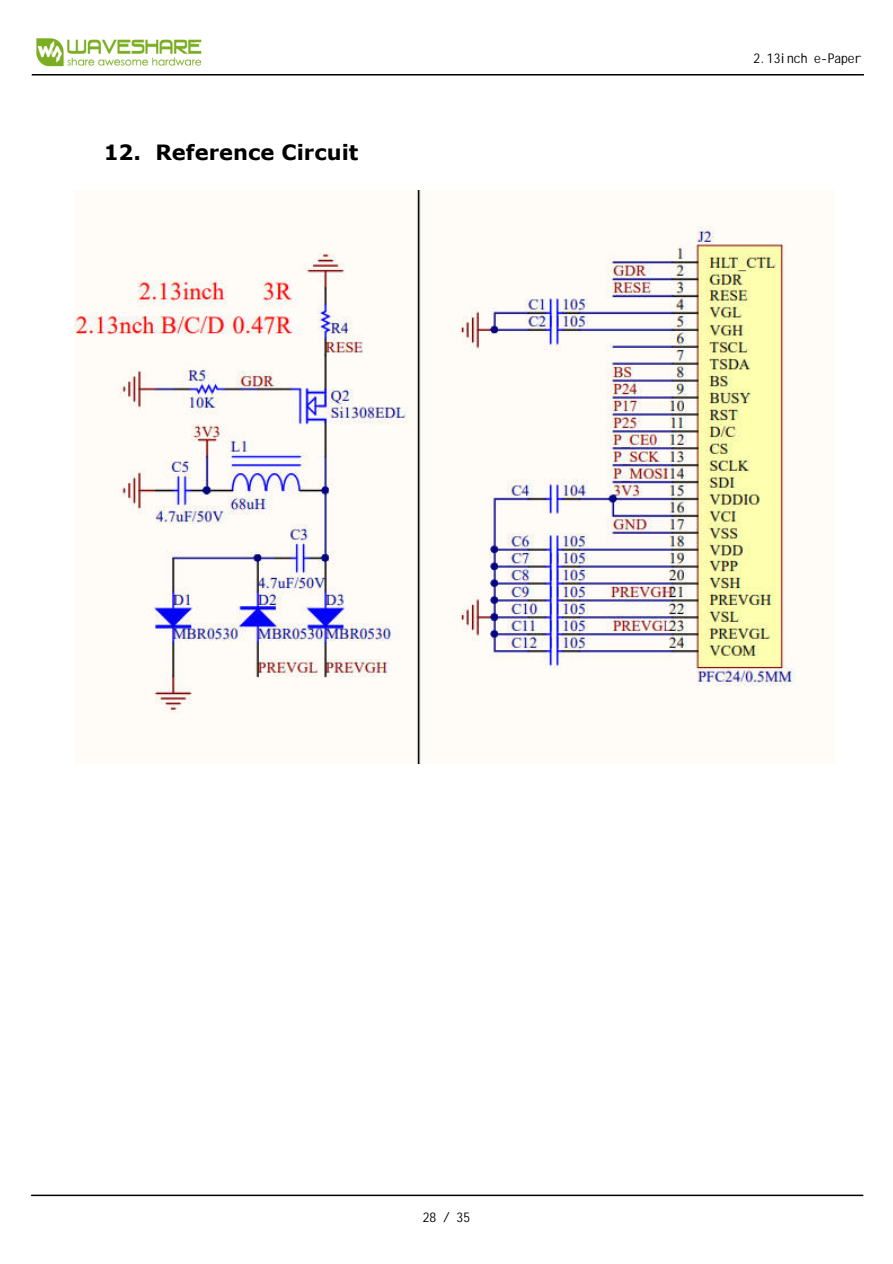 WAVESHARE
share awesome hardware
2.13inch e-Paper
12. Reference Circuit
2.13inch 3R
2.13nch B/C/D 0.47R
R4
RESE
R5
GDR
10K
Q2
Si1308EDL
3V3
L1
C5
68uH
4.7uF/50V
C3
4.7uF/50V
D1
D2
D3
MBR0530
MBR0530
MBR0530
PREVGL
PREVGH
J2
1 HLT_CTL
GDR 2 GDR
RESE 3 RESE
C1 105 4 VGL
C2 105 5 VGH
6 TSCL
7 TSDA
BS 8 BS
P24 9 BUSY
P17 10 RST
P25 11 D/C
P_CE0 12 CS
P_SCK 13 SCLK
P_MOSI 14 SDI
C4 104 3V3 15 VDDIO
16 VCI
GND 17 VSS
C6 105 18 VDD
C7 105 19 VPP
C8 105 20 VSH
C9 105 PREVGH 21 PREVGH
C10 105 22 VSL
C11 105 PREVGL 23 PREVGL
C12 105 24 VCOM
PFC24/0.5MM
28 / 35